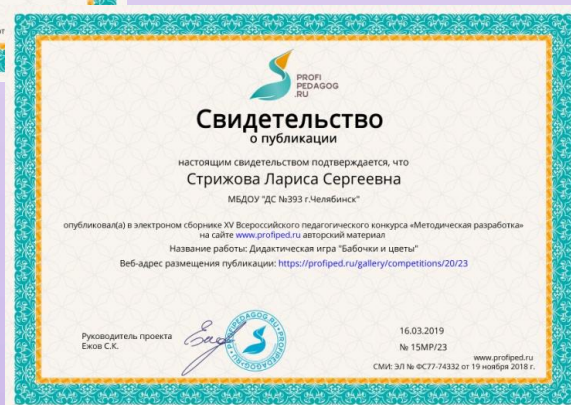 PROFI
PEDAGOG
.RU
Свидетельство
о публикации
настоящим свидетельством подтверждается, что
Стрижова Лариса Сергеевна
МБДОУ "ДС №393 г.Челябинск"
опубликовал(а) в электроном сборнике XV Всероссийского педагогического конкурса «Методическая разработка»
на сайте www.profiped.ru авторский материал
Название работы: Дидактическая игра "Бабочки и цветы"
Веб-адрес размещения публикации: https://profiped.ru/gallery/competitions/20/23
Руководитель проекта
Ежов С.К.
16.03.2019
№ 15МР/23
www.profiped.ru
СМИ: ЭЛ № ФС77-74332 от 19 ноября 2018 г.